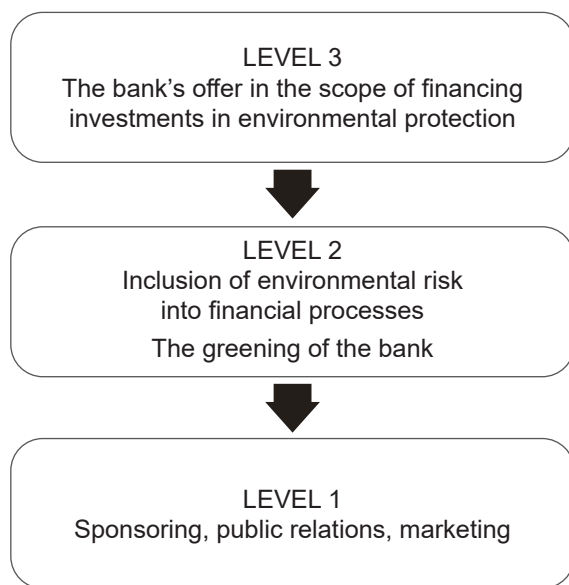 LEVEL 3
The bank’s offer in the scope of financing
investments in environmental protection
LEVEL 2
Inclusion of environmental risk
into financial processes
The greening of the bank
LEVEL 1
Sponsoring, public relations, marketing